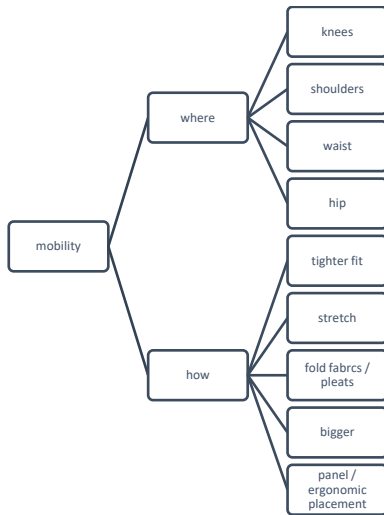 mobility
where
knees
shoulders
waist
hip
how
tighter fit
stretch
fold fabrcs /
pleats
bigger
panel /
ergonomic
placement